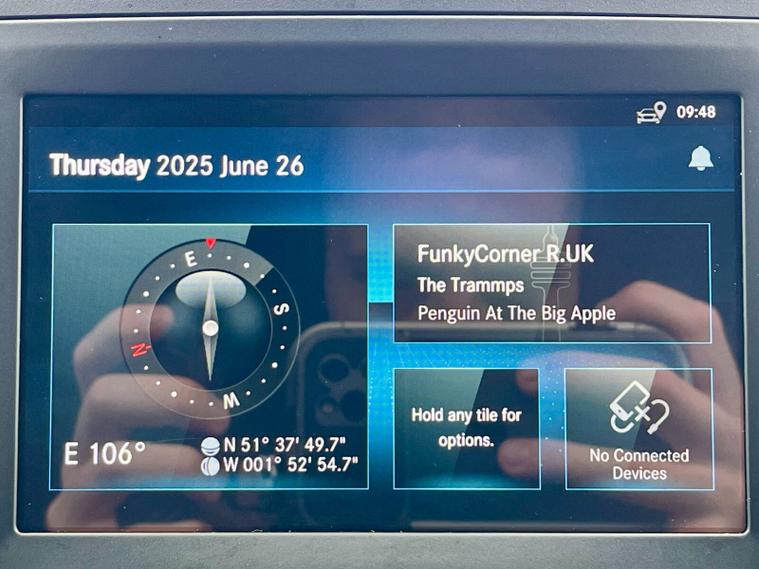 09:48
Thursday 2025 June 26
E
S
W
N
E 106°
N 51° 37' 49.7"
W 001° 52' 54.7"
FunkyCorner R.UK
The Trammps
Penguin At The Big Apple
Hold any tile for
options.
No Connected
Devices